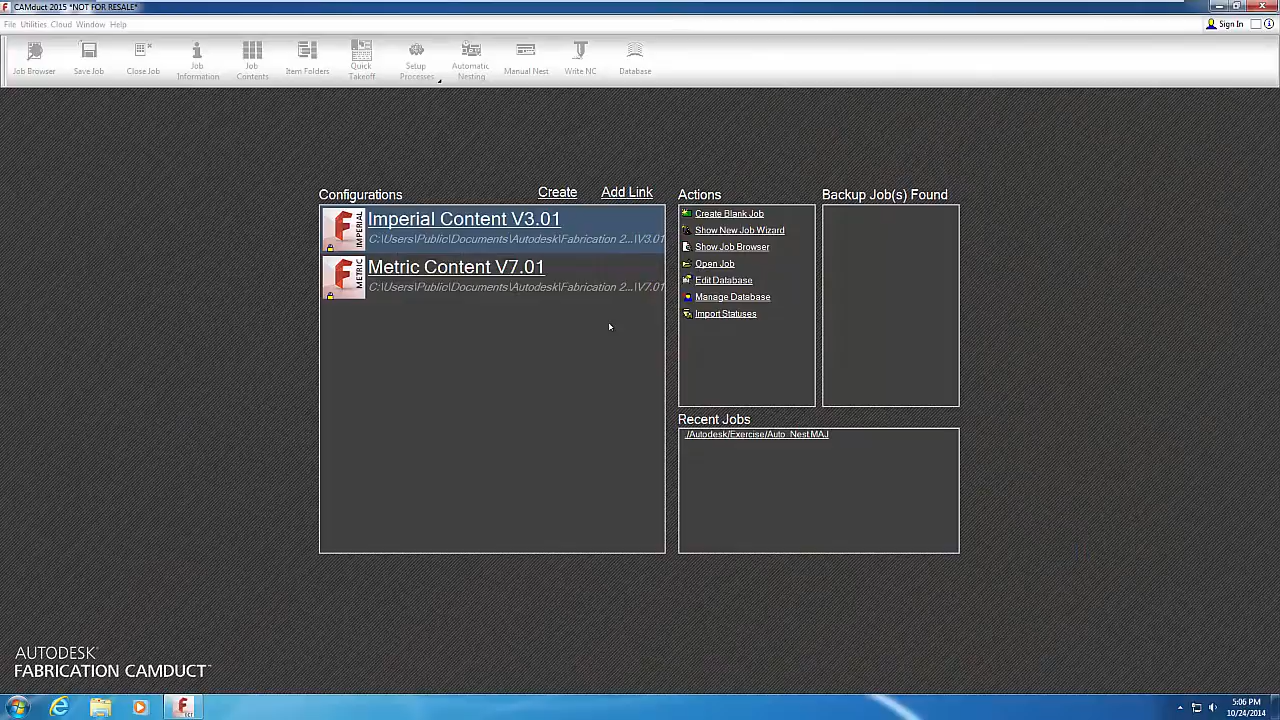 CAMduct 2015 *NOT FOR RESALE*
File Utilities Cloud Window Help
Sign In
Job Browser
Save Job
Close Job
Job Information
Job Contents
Item Folders
Quick Takeoff
Setup Processes
Automatic Nesting
Manual Nest
Write NC
Database
Configurations
Create
Add Link
IMPERIAL
Imperial Content V3.01
C:\Users\Public\Documents\Autodesk\Fabrication 2...\V3.01
METRIC
Metric Content V7.01
C:\Users\Public\Documents\Autodesk\Fabrication 2...\V7.01
Actions
Create Blank Job
Show New Job Wizard
Show Job Browser
Open Job
Edit Database
Manage Database
Import Statuses
Backup Job(s) Found
Recent Jobs
./Autodesk/Exercise/Auto_Nest.MAJ
AUTODESK®
FABRICATION CAMDUCT™
5:06 PM
10/24/2014